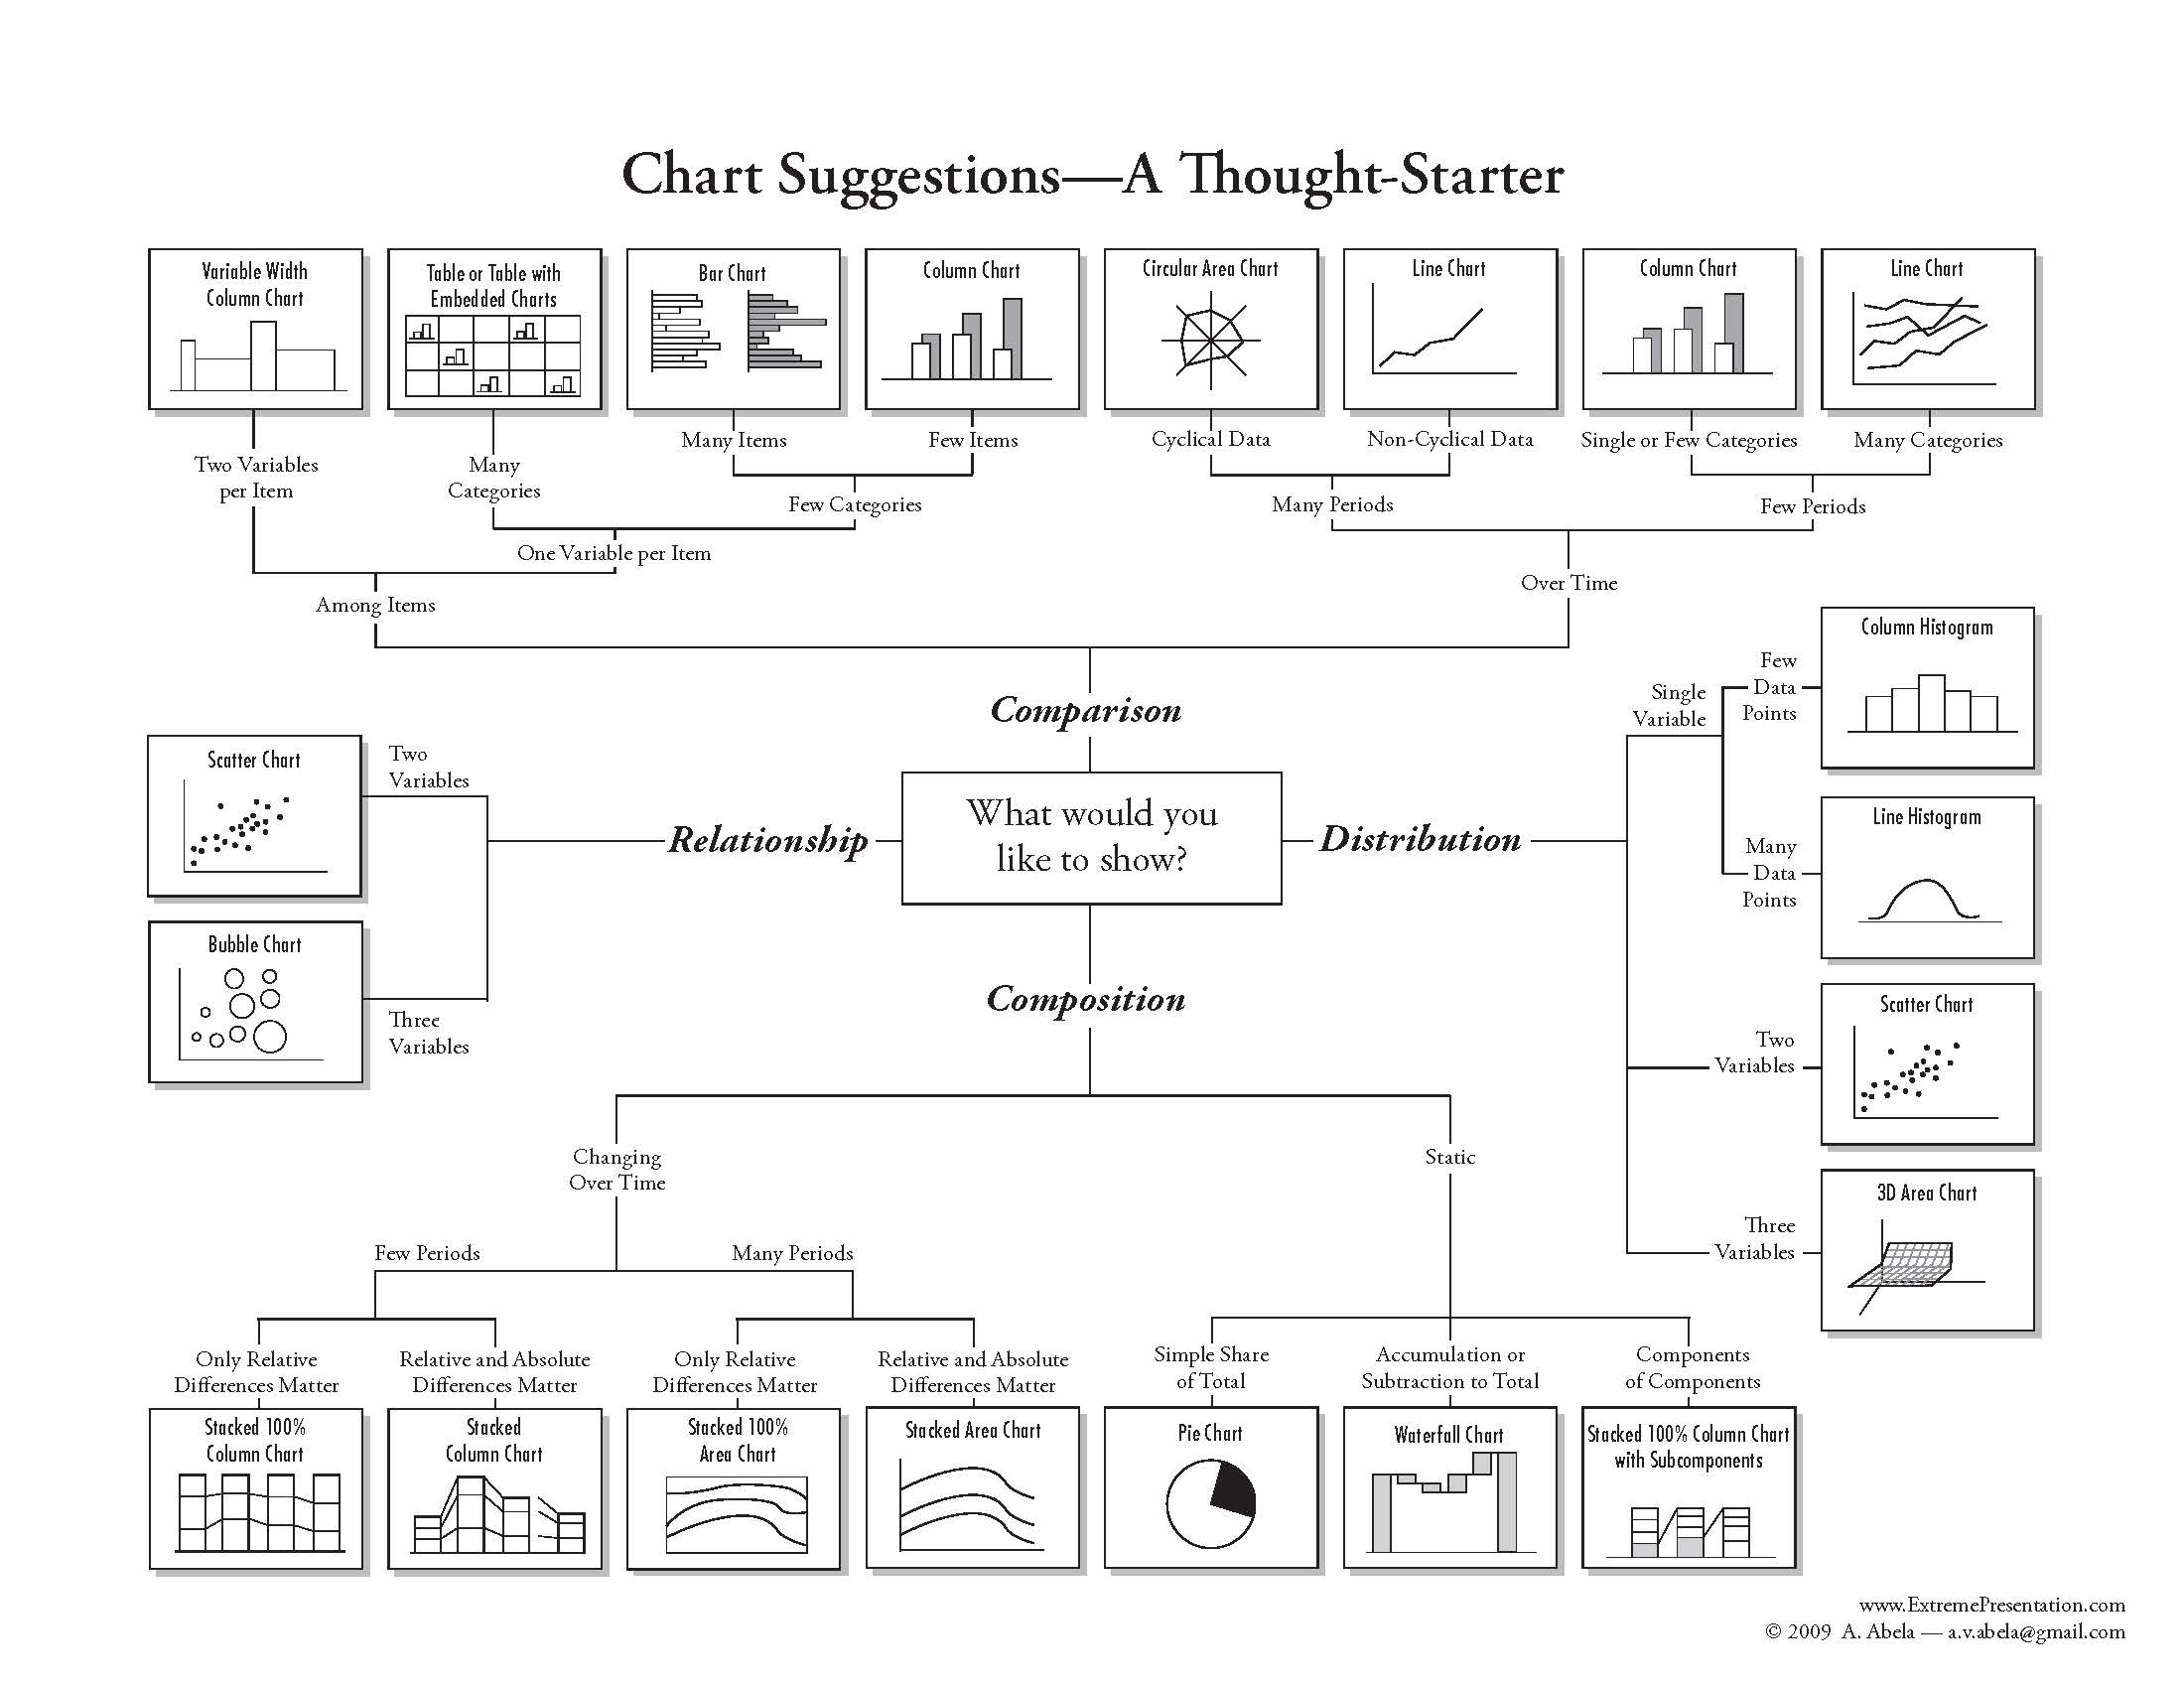 Chart Suggestions—A Thought-Starter
Variable Width
Column Chart
Table or Table with
Embedded Charts
Bar Chart
Column Chart
Circular Area Chart
Line Chart
Column Chart
Line Chart
Two Variables
per Item
Many
Categories
Many Items
Few Items
Cyclical Data
Non-Cyclical Data
Single or Few Categories
Many Categories
Few Categories
Many Periods
Few Periods
One Variable per Item
Among Items
Over Time
Comparison
What would you
like to show?
Relationship
Two
Variables
Scatter Chart
Three
Variables
Bubble Chart
Distribution
Single
Variable
Few
Data
Points
Column Histogram
Many
Data
Points
Line Histogram
Two
Variables
Scatter Chart
Three
Variables
3D Area Chart
Composition
Changing
Over Time
Static
Few Periods
Many Periods
Only Relative
Differences Matter
Relative and Absolute
Differences Matter
Only Relative
Differences Matter
Relative and Absolute
Differences Matter
Simple Share
of Total
Accumulation or
Subtraction to Total
Components
of Components
Stacked 100%
Column Chart
Stacked
Column Chart
Stacked 100%
Area Chart
Stacked Area Chart
Pie Chart
Waterfall Chart
Stacked 100% Column Chart
with Subcomponents
www.ExtremePresentation.com
© 2009 A. Abela — a.v.abela@gmail.com